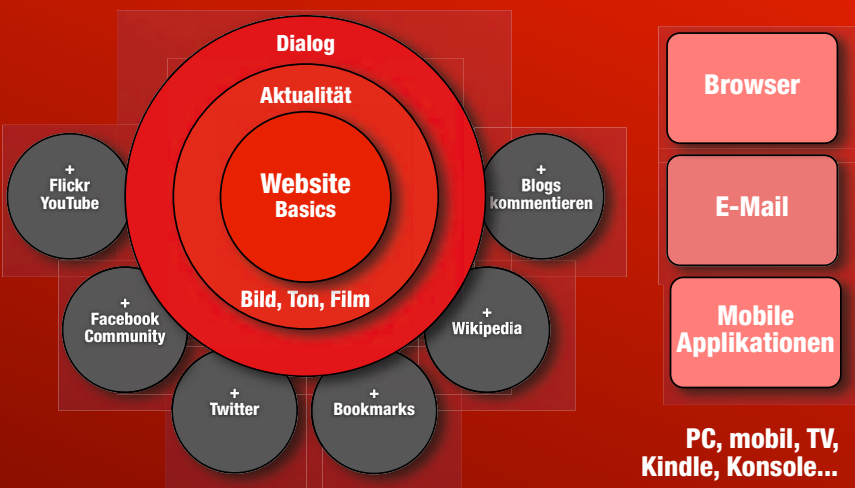 Dialog
Aktualität
Website
Basics
Bild, Ton, Film
+
Flickr
YouTube
+
Facebook
Community
+
Twitter
+
Bookmarks
+
Wikipedia
+
Blogs
kommentieren
Browser
E-Mail
Mobile
Applikationen
PC, mobil, TV,
Kindle, Konsole...